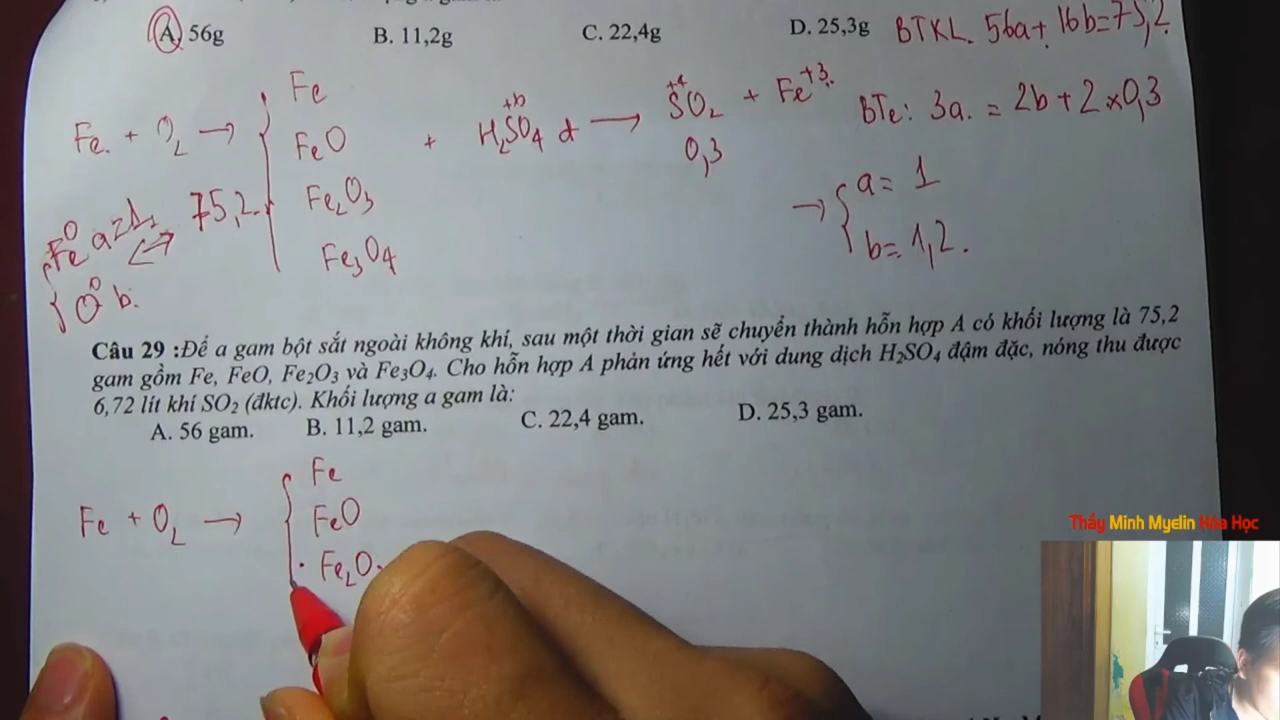 A. 56g B. 11,2g C. 22,4g D. 25,3g BTKL. 56a + 16b = 75,2
Fe + O2 → { Fe FeO Fe2O3 Fe3O4
+ H2SO4 đ → SO2 + Fe+3
+6 +4
0,3
75,2
Fe0 a=1
O0 b
BTe: 3a = 2b + 2×0,3
→ { a = 1
b = 1,2.
Câu 29 :Để a gam bột sắt ngoài không khí, sau một thời gian sẽ chuyển thành hỗn hợp A có khối lượng là 75,2
gam gồm Fe, FeO, Fe2O3 và Fe3O4. Cho hỗn hợp A phản ứng hết với dung dịch H2SO4 đậm đặc, nóng thu được
6,72 lít khí SO2 (đktc). Khối lượng a gam là:
A. 56 gam. B. 11,2 gam. C. 22,4 gam. D. 25,3 gam.
Fe
Fe + O2 → { FeO
Fe2O
Thầy Minh Myelin Hóa Học